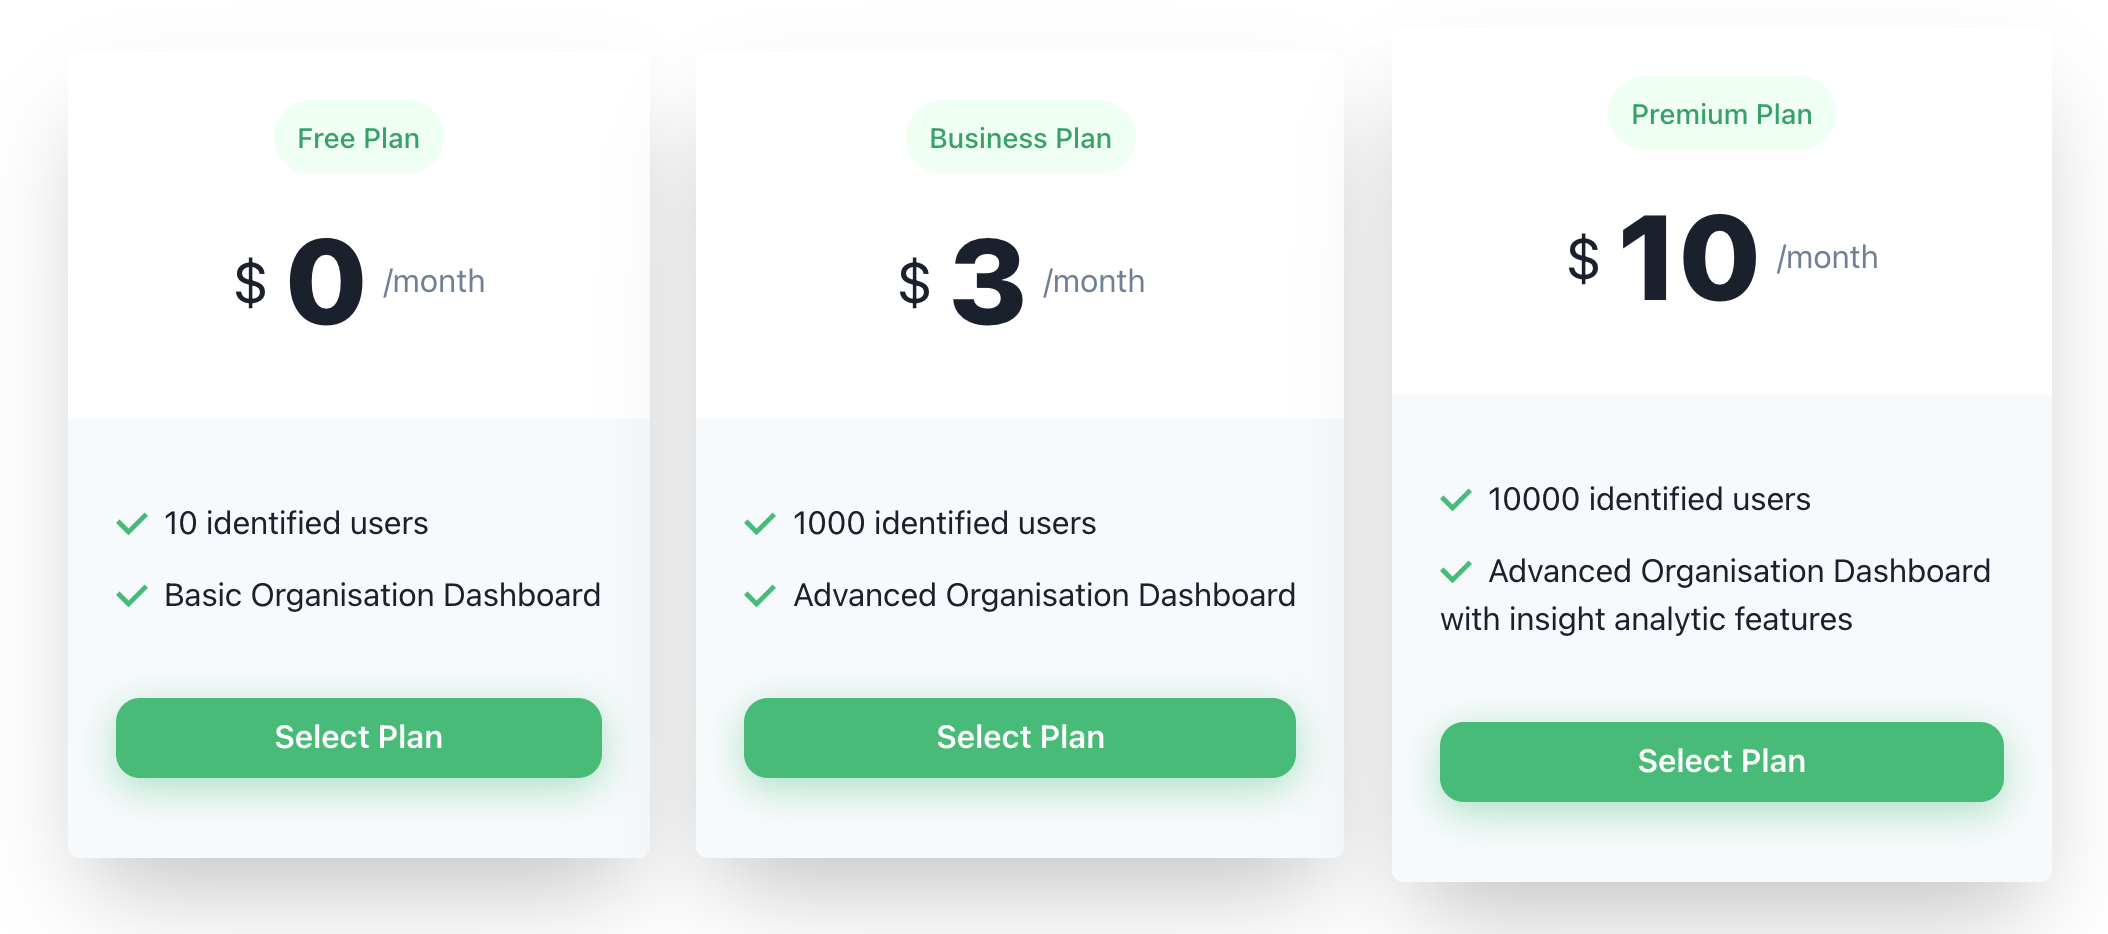 Free Plan
$ 0 /month
10 identified users
Basic Organisation Dashboard
Select Plan
Business Plan
$ 3 /month
1000 identified users
Advanced Organisation Dashboard
Select Plan
Premium Plan
$ 10 /month
10000 identified users
Advanced Organisation Dashboard
with insight analytic features
Select Plan